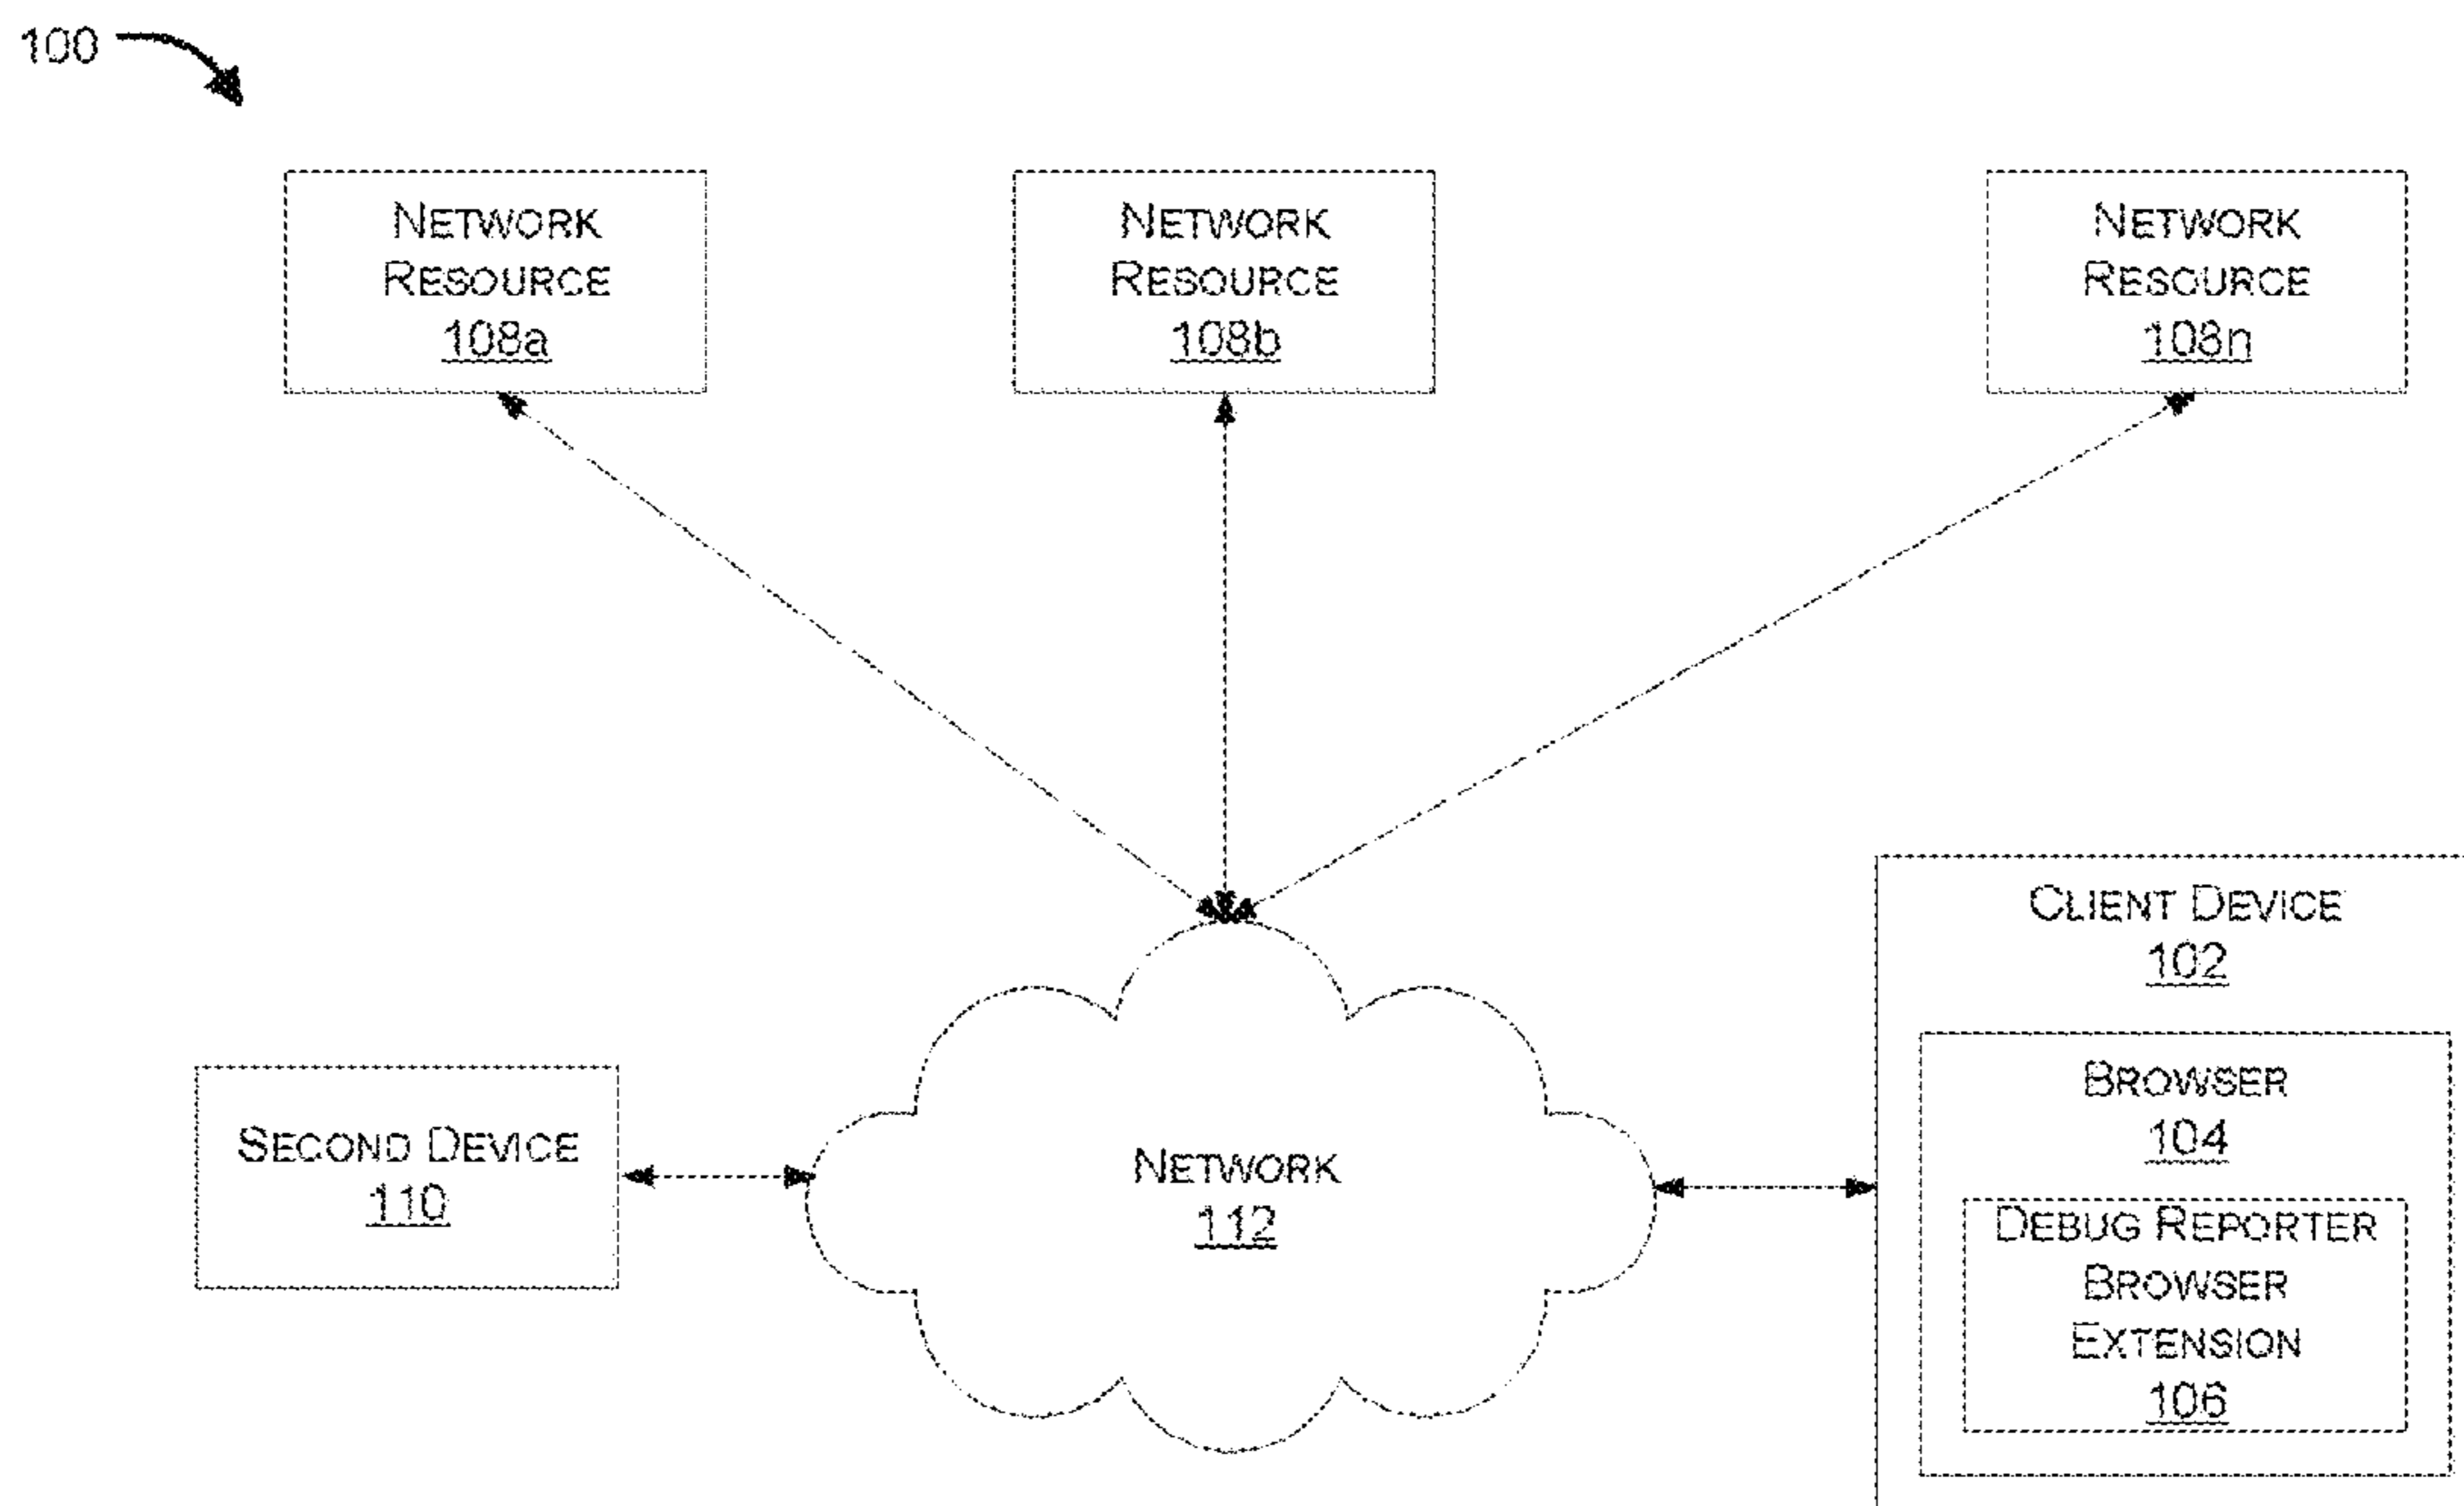 100
NETWORK
RESOURCE
108a
NETWORK
RESOURCE
108b
NETWORK
RESOURCE
108n
CLIENT DEVICE
102
BROWSER
104
DEBUG REPORTER
BROWSER
EXTENSION
106
SECOND DEVICE
110
NETWORK
112